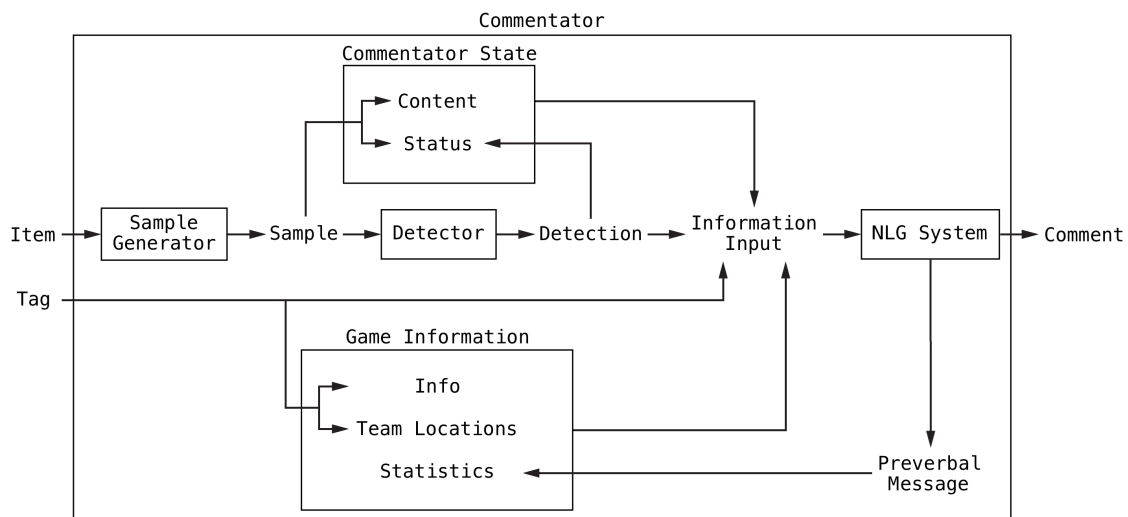 Commentator
Commentator State
Content
Status
Item
Sample
Generator
Sample
Detector
Detection
Information
Input
NLG System
Comment
Tag
Game Information
Info
Team Locations
Statistics
Preverbal
Message